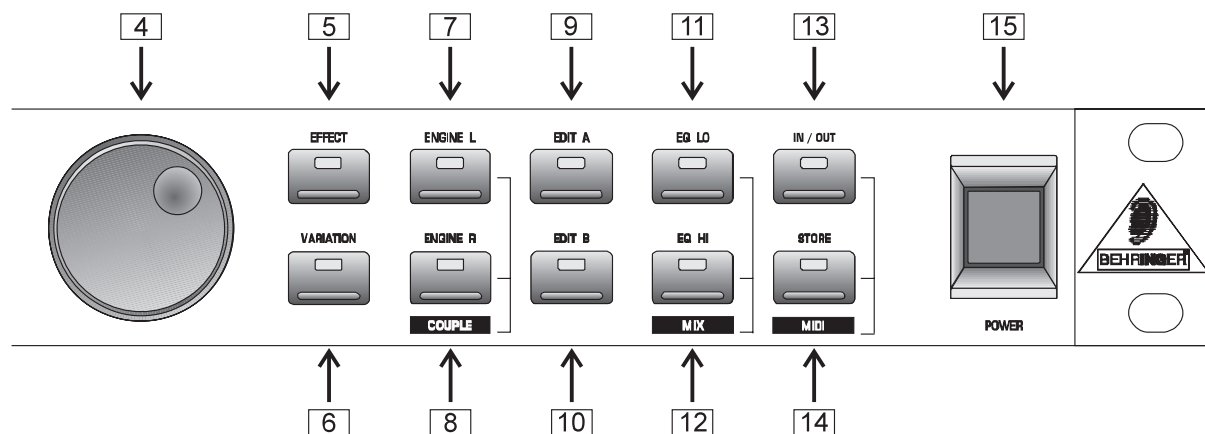 4 5 7 9 11 13 15
EFFECT ENGINE L EDIT A EQ LO IN / OUT
VARIATION ENGINE R EDIT B EQ HI STORE
BEHRINGER
COUPLE MIX MIDI POWER
6 8 10 12 14